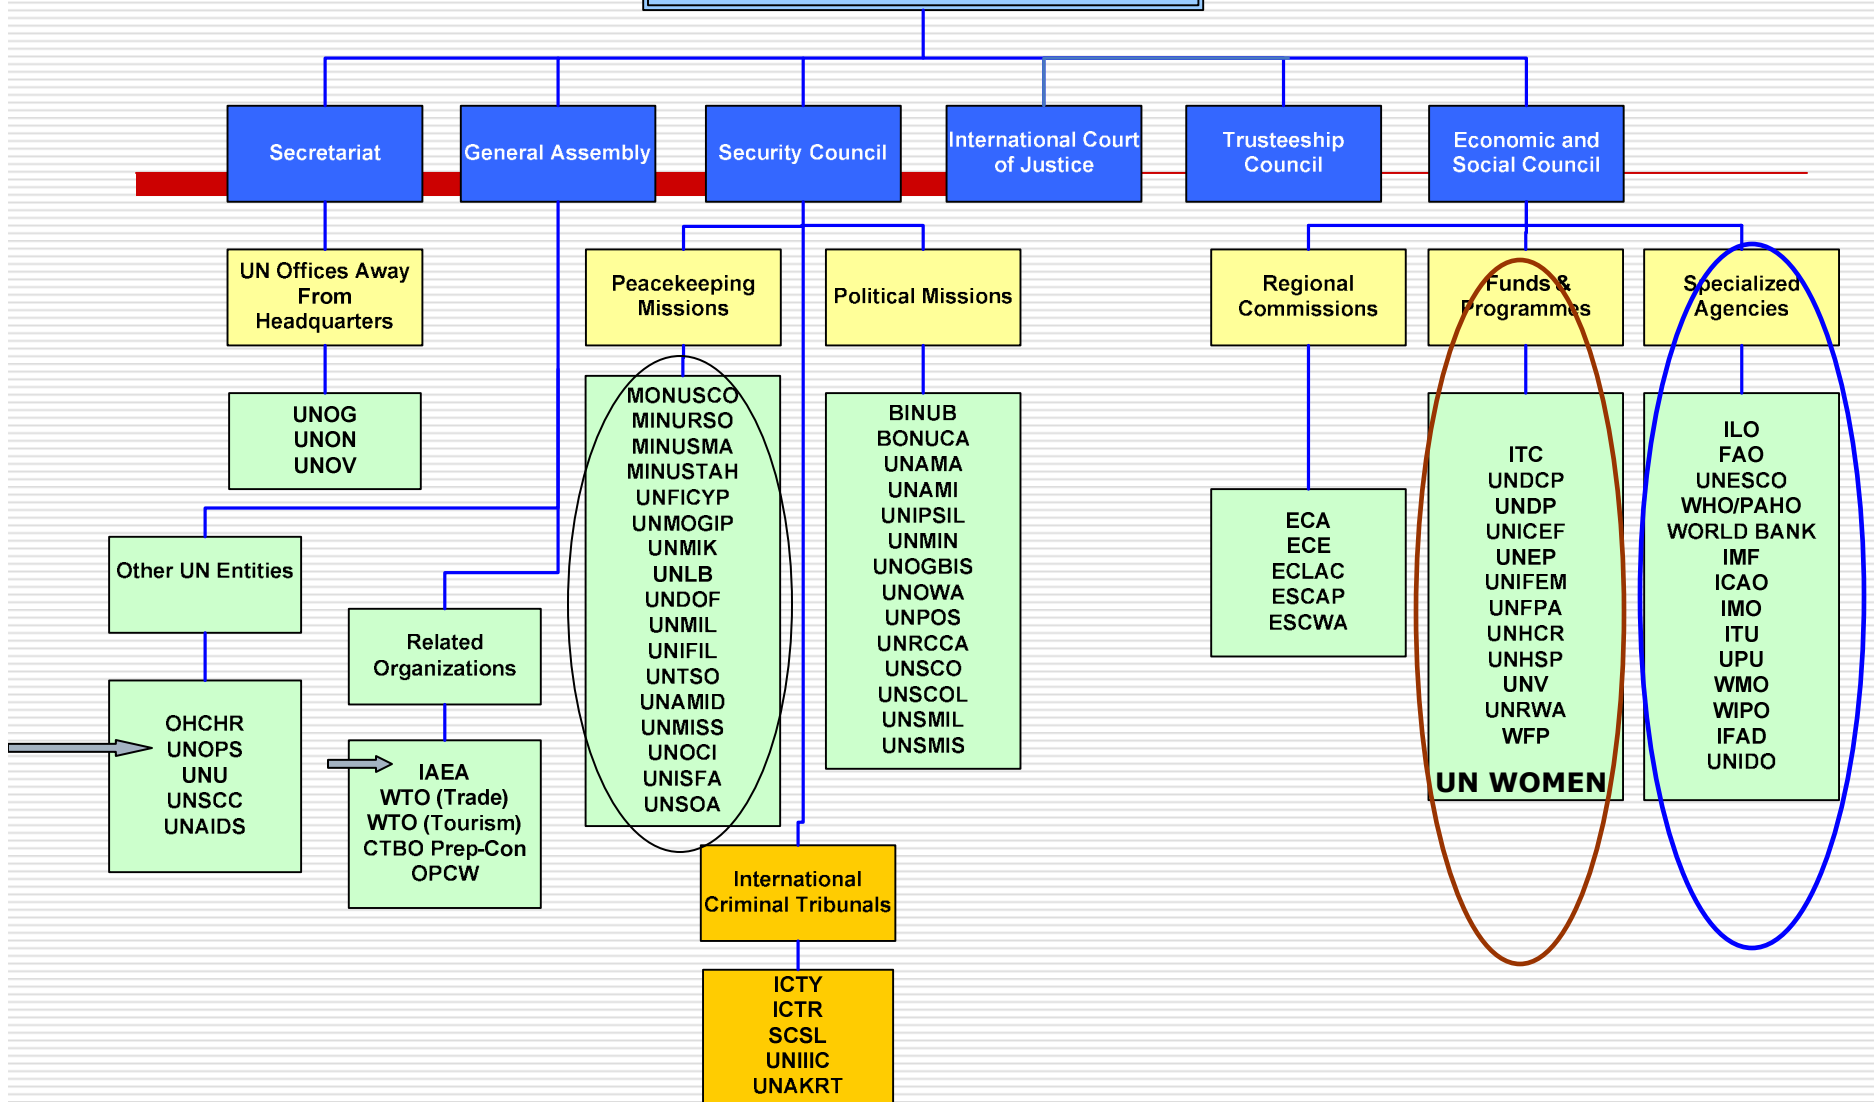 Secretariat
General Assembly
Security Council
International Court
of Justice
Trusteeship
Council
Economic and
Social Council
UN Offices Away
From
Headquarters
Peacekeeping
Missions
Political Missions
Regional
Commissions
Funds &
Programmes
Specialized
Agencies
UNOG
UNON
UNOV
MONUSCO
MINURSO
MINUSMA
MINUSTAH
UNFICYP
UNMOGIP
UNMIK
UNLB
UNDOF
UNMIL
UNIFIL
UNTSO
UNAMID
UNMISS
UNOCI
UNISFA
UNSOA
BINUB
BONUCA
UNAMA
UNAMI
UNIPSIL
UNMIN
UNOGBIS
UNOWA
UNPOS
UNRCCA
UNSCO
UNSCOL
UNSMIL
UNSMIS
ECA
ECE
ECLAC
ESCAP
ESCWA
ITC
UNDCP
UNDP
UNICEF
UNEP
UNIFEM
UNFPA
UNHCR
UNHSP
UNV
UNRWA
WFP
UN WOMEN
ILO
FAO
UNESCO
WHO/PAHO
WORLD BANK
IMF
ICAO
IMO
ITU
UPU
WMO
WIPO
IFAD
UNIDO
Other UN Entities
Related
Organizations
OHCHR
UNOPS
UNU
UNSCC
UNAIDS
IAEA
WTO (Trade)
WTO (Tourism)
CTBO Prep-Con
OPCW
International
Criminal Tribunals
ICTY
ICTR
SCSL
UNIIIC
UNAKRT